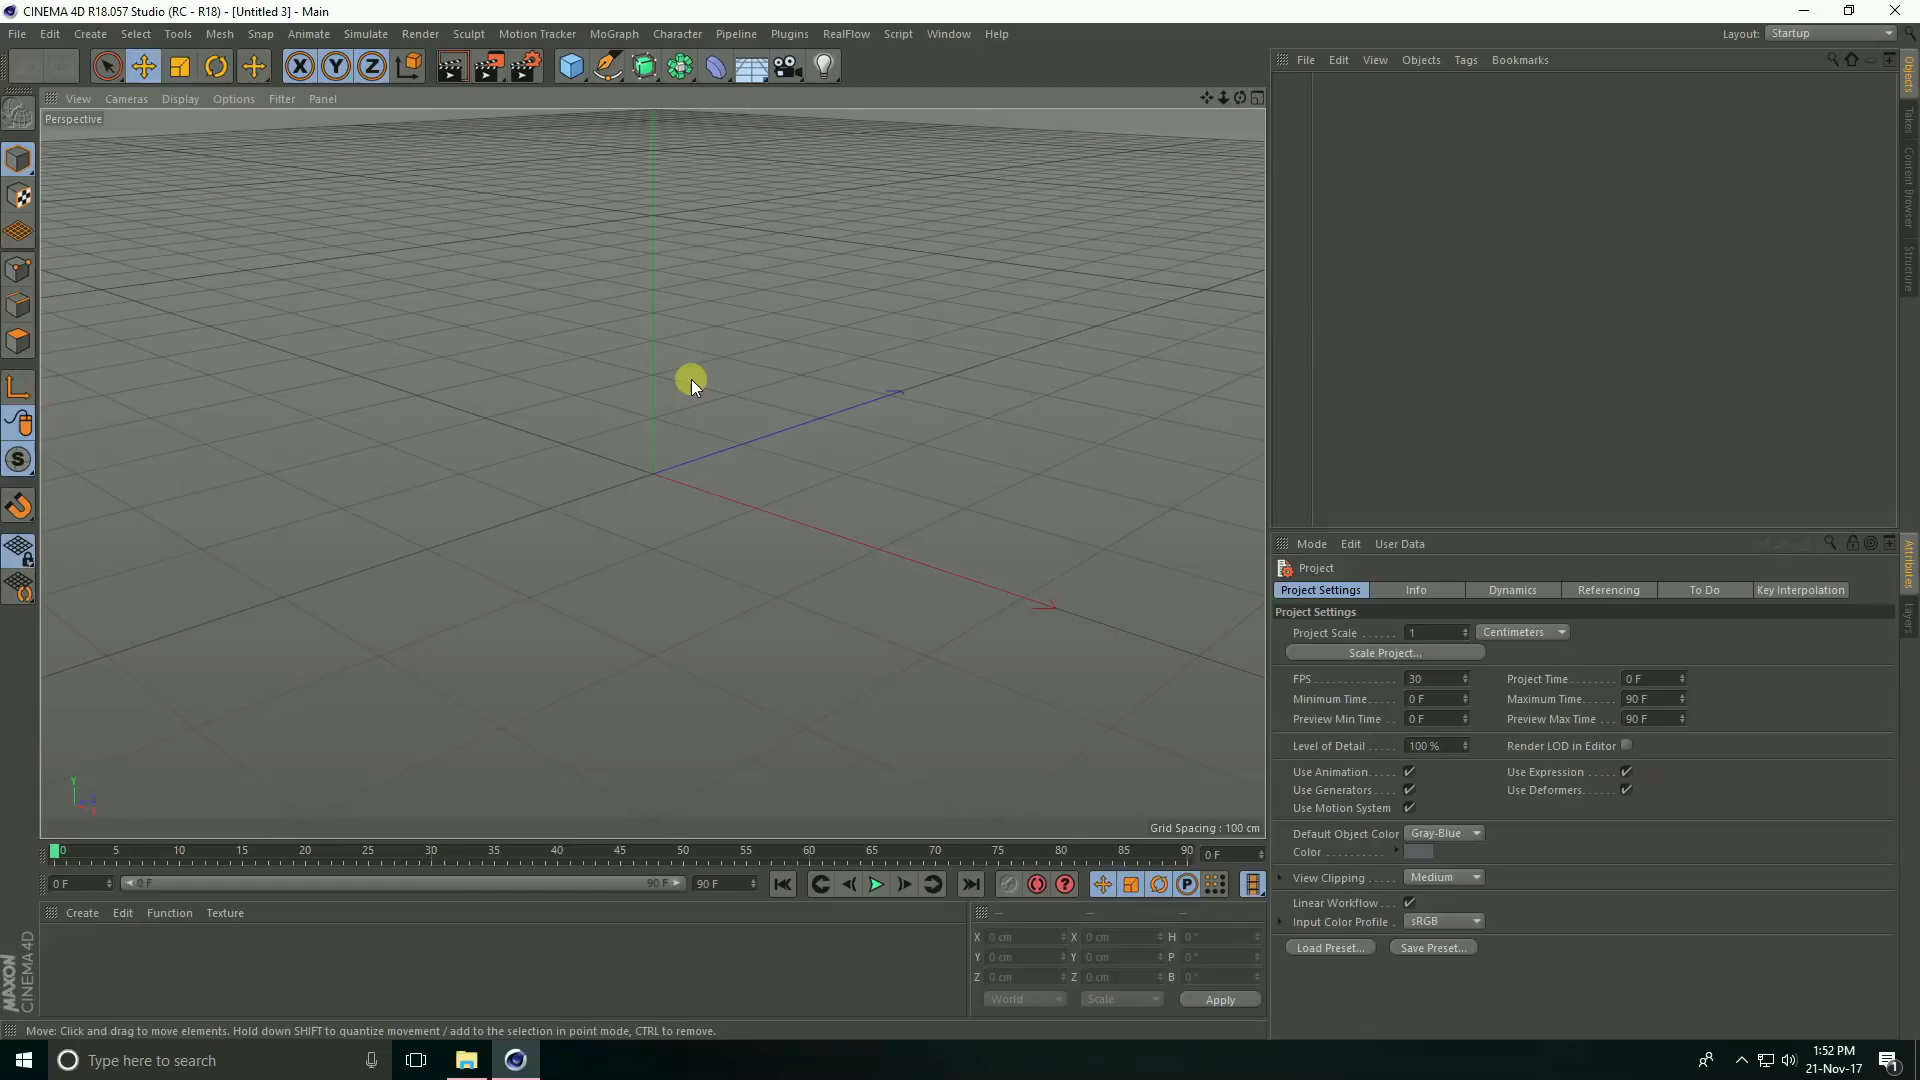 CINEMA 4D R18.057 Studio (RC - R18) - [Untitled 3] - Main
File Edit Create Select Tools Mesh Snap Animate Simulate Render Sculpt Motion Tracker MoGraph Character Pipeline Plugins RealFlow Script Window Help
Layout: Startup
X Y Z
File Edit View Objects Tags Bookmarks
View Cameras Display Options Filter Panel
Perspective
Objects
Takes
Content Browser
Structure
S
Mode Edit User Data
Project
Attributes
Layers
Project Settings Info Dynamics Referencing To Do Key Interpolation
Project Settings
Project Scale 1 Centimeters
Scale Project...
FPS 30 Project Time 0 F
Minimum Time 0 F Maximum Time 90 F
Preview Min Time 0 F Preview Max Time 90 F
Level of Detail 100 % Render LOD in Editor
Use Animation Use Expression
Use Generators Use Deformers
Use Motion System
Default Object Color Gray-Blue
Color
View Clipping Medium
Linear Workflow
Input Color Profile sRGB
Load Preset... Save Preset...
Y
Z
X
Grid Spacing : 100 cm
0 5 10 15 20 25 30 35 40 45 50 55 60 65 70 75 80 85 90 0 F
0 F 0 F 90 F 90 F P
Create Edit Function Texture
X 0 cm X 0 cm H 0 °
Y 0 cm Y 0 cm P 0 °
Z 0 cm Z 0 cm B 0 °
World Scale Apply
MAXON
CINEMA 4D
Move: Click and drag to move elements. Hold down SHIFT to quantize movement / add to the selection in point mode, CTRL to remove.
Type here to search
1:52 PM
21-Nov-17
1